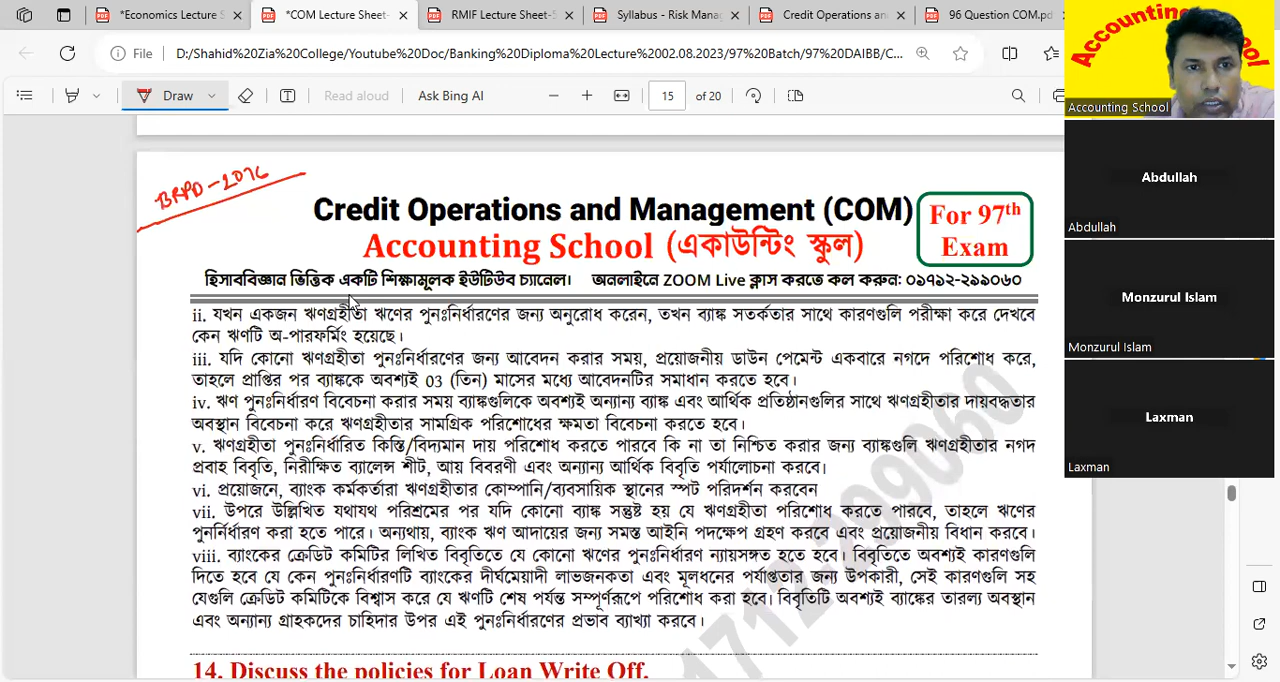 *Economics Lecture S
*COM Lecture Sheet-
RMIF Lecture Sheet-S
Syllabus - Risk Manag
Credit Operations and
96 Question COM.pd
File
D:/Shahid%20Zia%20College/Youtube%20Doc/Banking%20Diploma%20Lecture%2002.08.2023/97%20Batch/97%20DAIBB/C...
Draw
Read aloud
Ask Bing AI
15
of 20
BRPD-2016
Credit Operations and Management (COM)
Accounting School (একাউন্টিং স্কুল)
For 97th
Exam
হিসাববিজ্ঞান ভিত্তিক একটি শিক্ষামূলক ইউটিউব চ্যানেল। অনলাইনে ZOOM Live ক্লাস করতে কল করুন: ০১৭১২-২৯৯০৬০
ii. যখন একজন ঋণগ্রহীতা ঋণের পুনঃনির্ধারণের জন্য অনুরোধ করেন, তখন ব্যাঙ্ক সতর্কতার সাথে কারণগুলি পরীক্ষা করে দেখবে
কেন ঋণটি অ-পারফর্মিং হয়েছে।
iii. যদি কোনো ঋণগ্রহীতা পুনঃনির্ধারণের জন্য আবেদন করার সময়, প্রয়োজনীয় ডাউন পেমেন্ট একবারে নগদে পরিশোধ করে,
তাহলে প্রাপ্তির পর ব্যাঙ্ককে অবশ্যই 03 (তিন) মাসের মধ্যে আবেদনটির সমাধান করতে হবে।
iv. ঋণ পুনঃনির্ধারণ বিবেচনা করার সময় ব্যাঙ্কগুলিকে অবশ্যই অন্যান্য ব্যাঙ্ক এবং আর্থিক প্রতিষ্ঠানগুলির সাথে ঋণগ্রহীতার দায়বদ্ধতার
অবস্থান বিবেচনা করে ঋণগ্রহীতার সামগ্রিক পরিশোধের ক্ষমতা বিবেচনা করতে হবে।
v. ঋণগ্রহীতা পুনঃনির্ধারিত কিস্তি/বিদ্যমান দায় পরিশোধ করতে পারবে কি না তা নিশ্চিত করার জন্য ব্যাঙ্কগুলি ঋণগ্রহীতার নগদ
প্রবাহ বিবৃতি, নিরীক্ষিত ব্যালেন্স শীট, আয় বিবরণী এবং অন্যান্য আর্থিক বিবৃতি পর্যালোচনা করবে।
vi. প্রয়োজনে, ব্যাংক কর্মকর্তারা ঋণগ্রহীতার কোম্পানি/ব্যবসায়িক স্থানের স্পট পরিদর্শন করবেন
vii. উপরে উল্লিখিত যথাযথ পরিশ্রমের পর যদি কোনো ব্যাঙ্ক সন্তুষ্ট হয় যে ঋণগ্রহীতা পরিশোধ করতে পারবে, তাহলে ঋণের
পুনর্নির্ধারণ করা হতে পারে। অন্যথায়, ব্যাংক ঋণ আদায়ের জন্য সমস্ত আইনি পদক্ষেপ গ্রহণ করবে এবং প্রয়োজনীয় বিধান করবে।
viii. ব্যাংকের ক্রেডিট কমিটির লিখিত বিবৃতিতে যে কোনো ঋণের পুনঃনির্ধারণ ন্যায়সঙ্গত হতে হবে। বিবৃতিতে অবশ্যই কারণগুলি
দিতে হবে যে কেন পুনঃনির্ধারণটি ব্যাংকের দীর্ঘমেয়াদী লাভজনকতা এবং মূলধনের পর্যাপ্ততার জন্য উপকারী, সেই কারণগুলি সহ
যেগুলি ক্রেডিট কমিটিকে বিশ্বাস করে যে ঋণটি শেষ পর্যন্ত সম্পূর্ণরূপে পরিশোধ করা হবে। বিবৃতিটি অবশ্যই ব্যাংকের তারল্য অবস্থান
এবং অন্যান্য গ্রাহকদের চাহিদার উপর এই পুনঃনির্ধারণের প্রভাব ব্যাখ্যা করবে।
14. Discuss the policies for Loan Write Off.
1712-299060
Accounting School
Accounting School
Abdullah
Abdullah
Monzurul Islam
Monzurul Islam
Laxman
Laxman